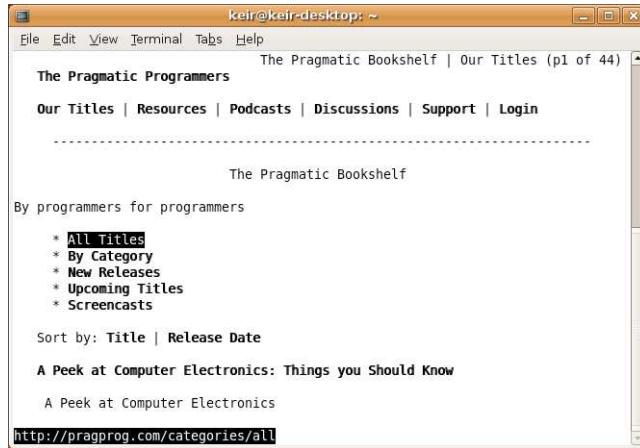 keir@keir-desktop: ~
File Edit View Terminal Tabs Help
The Pragmatic Bookshelf | Our Titles (p1 of 44)
The Pragmatic Programmers
Our Titles | Resources | Podcasts | Discussions | Support | Login
----------------------------------------------------------------------
The Pragmatic Bookshelf
By programmers for programmers
* All Titles
* By Category
* New Releases
* Upcoming Titles
* Screencasts
Sort by: Title | Release Date
A Peek at Computer Electronics: Things you Should Know
A Peek at Computer Electronics
http://pragprog.com/categories/all